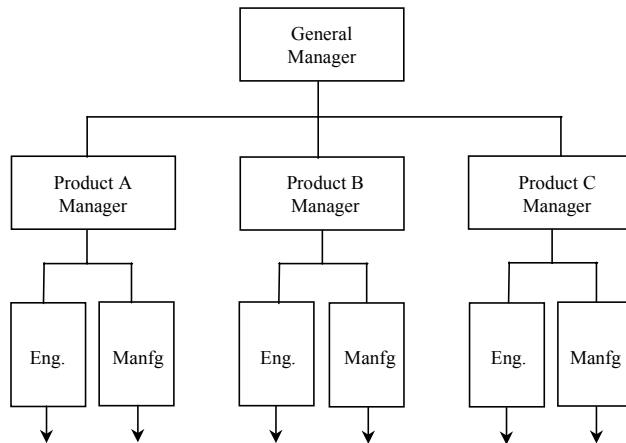 General
Manager
Product A
Manager
Product B
Manager
Product C
Manager
Eng.
Manfg
Eng.
Manfg
Eng.
Manfg